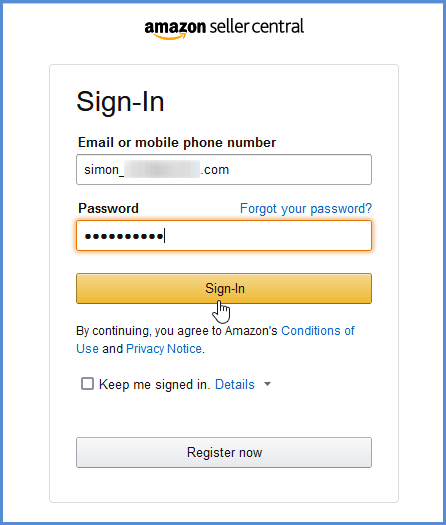 amazon seller central
Sign-In
Email or mobile phone number
simon_ .com
Password Forgot your password?
●●●●●●●●●●
Sign-In
By continuing, you agree to Amazon's Conditions of
Use and Privacy Notice.
Keep me signed in. Details
Register now